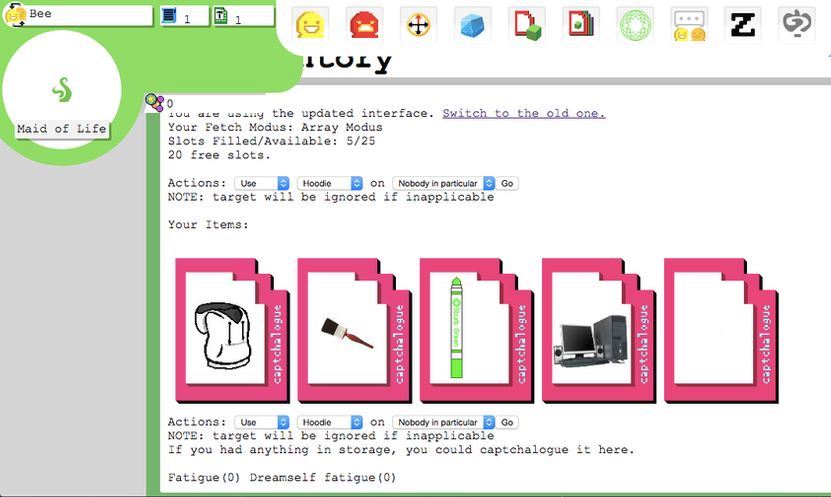 Bee
1
1
Maid of Life
0
You are using the updated interface. Switch to the old one.
Your Fetch Modus: Array Modus
Slots Filled/Available: 5/25
20 free slots.
Actions: Use Hoodie on Nobody in particular Go
NOTE: target will be ignored if inapplicable
Your Items:
captchalogue
captchalogue
Spurb Green
captchalogue
captchalogue
captchalogue
Actions: Use Hoodie on Nobody in particular Go
NOTE: target will be ignored if inapplicable
If you had anything in storage, you could captchalogue it here.
Fatigue(0) Dreamself fatigue(0)